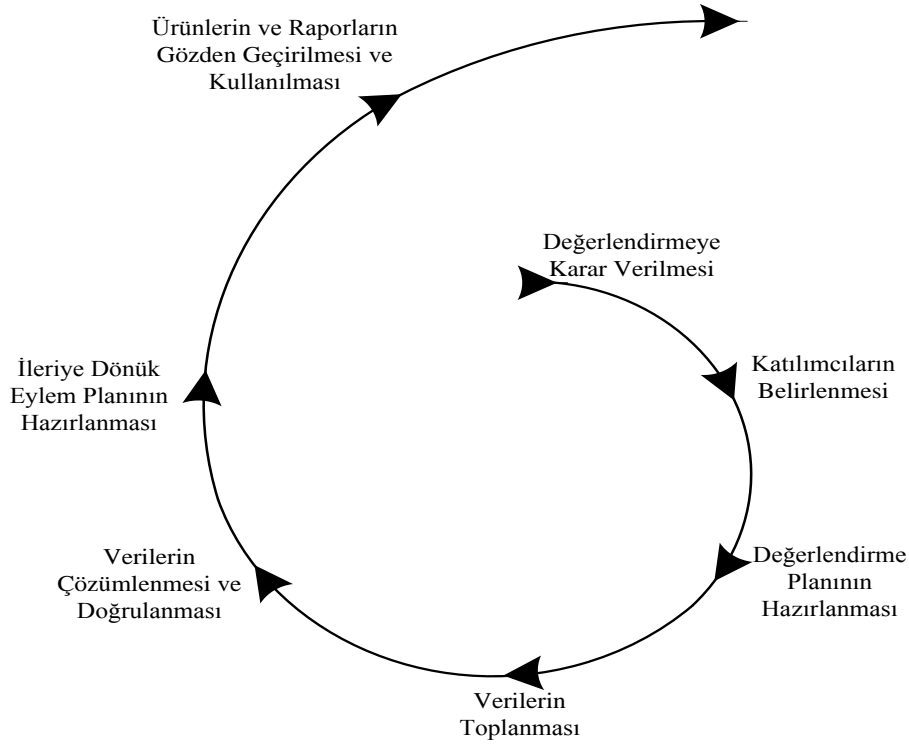 Ürünlerin ve Raporların
Gözden Geçirilmesi ve
Kullanılması
Değerlendirmeye
Karar Verilmesi
Katılımcıların
Belirlenmesi
Değerlendirme
Planının
Hazırlanması
Verilerin
Toplanması
Verilerin
Çözümlenmesi ve
Doğrulanması
İleriye Dönük
Eylem Planının
Hazırlanması